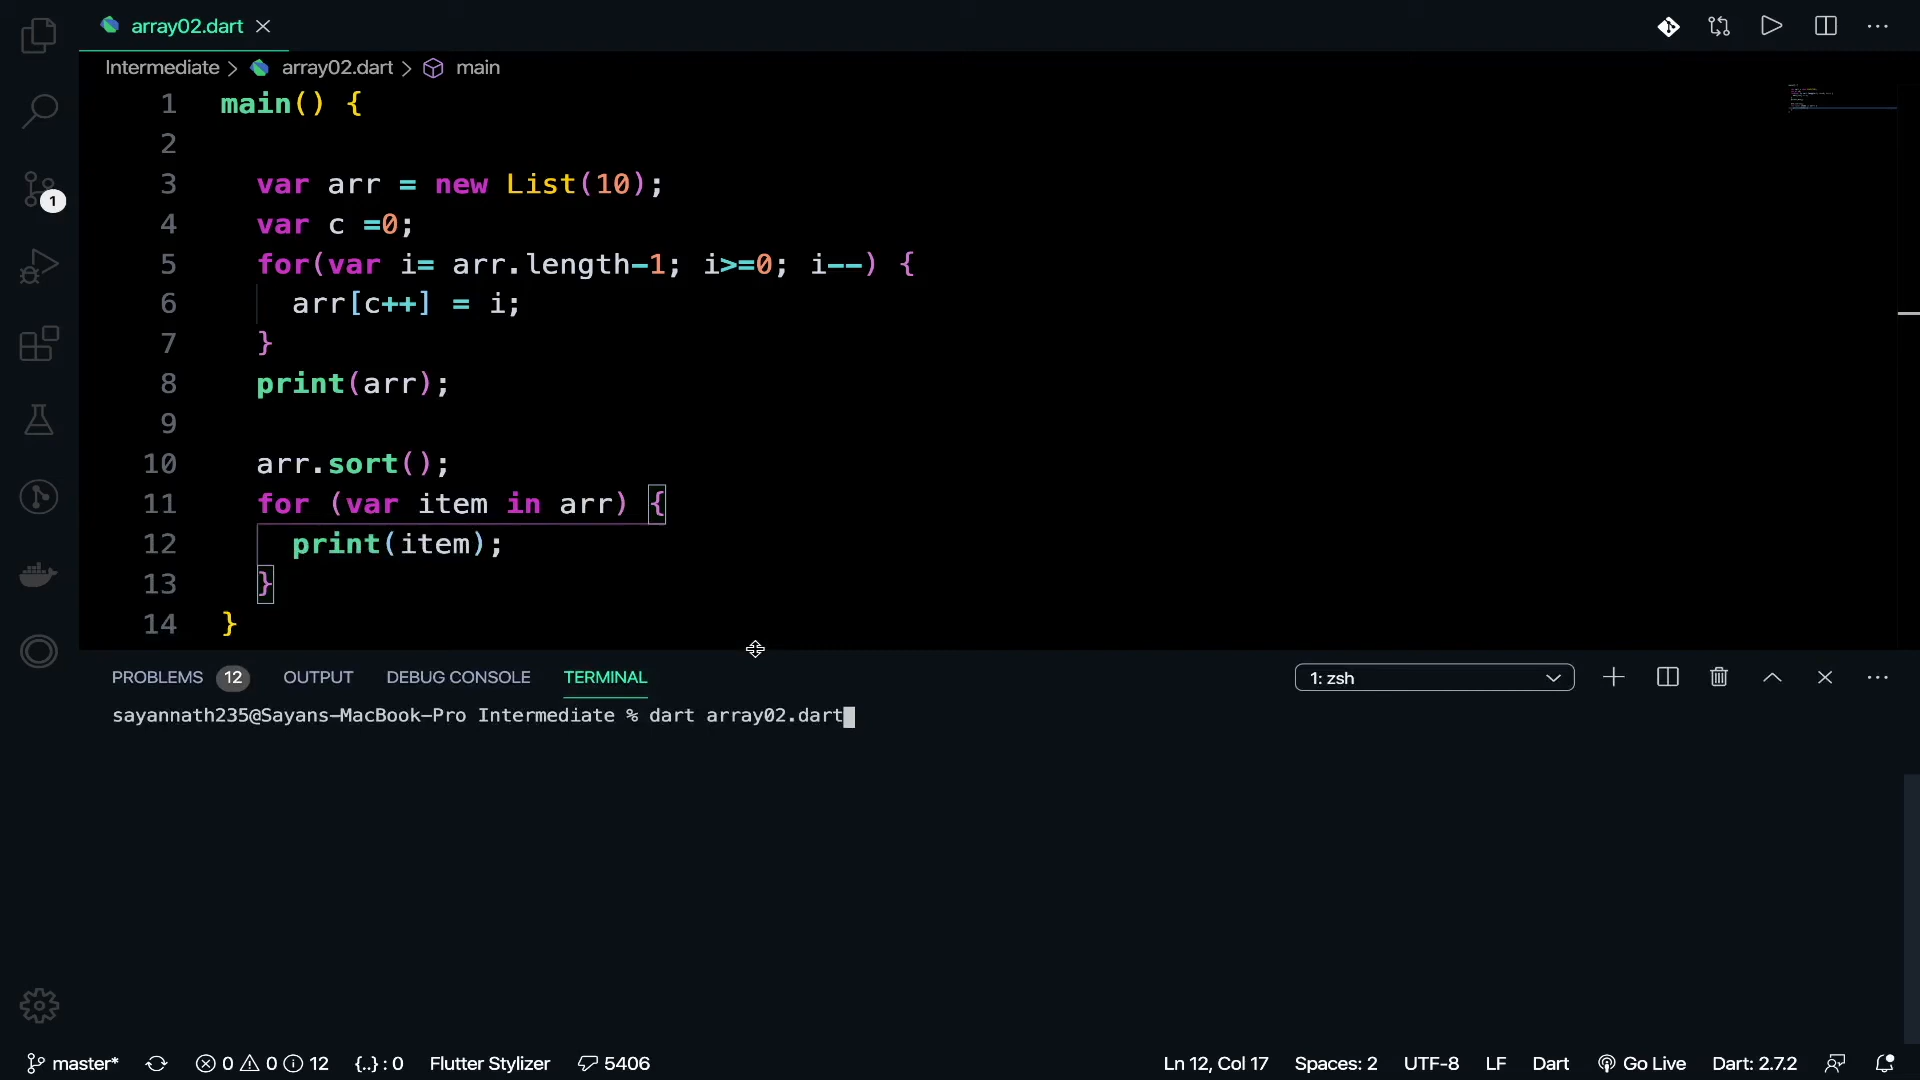 array02.dart
Intermediate > array02.dart > main
1 main() {
2
3 var arr = new List(10);
4 var c =0;
5 for(var i= arr.length-1; i>=0; i--) {
6 arr[c++] = i;
7 }
8 print(arr);
9
10 arr.sort();
11 for (var item in arr) {
12 print(item);
13 }
14 }
1
PROBLEMS 12 OUTPUT DEBUG CONSOLE TERMINAL 1: zsh
sayannath235@Sayans-MacBook-Pro Intermediate % dart array02.dart
master* 0 0 12 {..} : 0 Flutter Stylizer 5406 Ln 12, Col 17 Spaces: 2 UTF-8 LF Dart Go Live Dart: 2.7.2